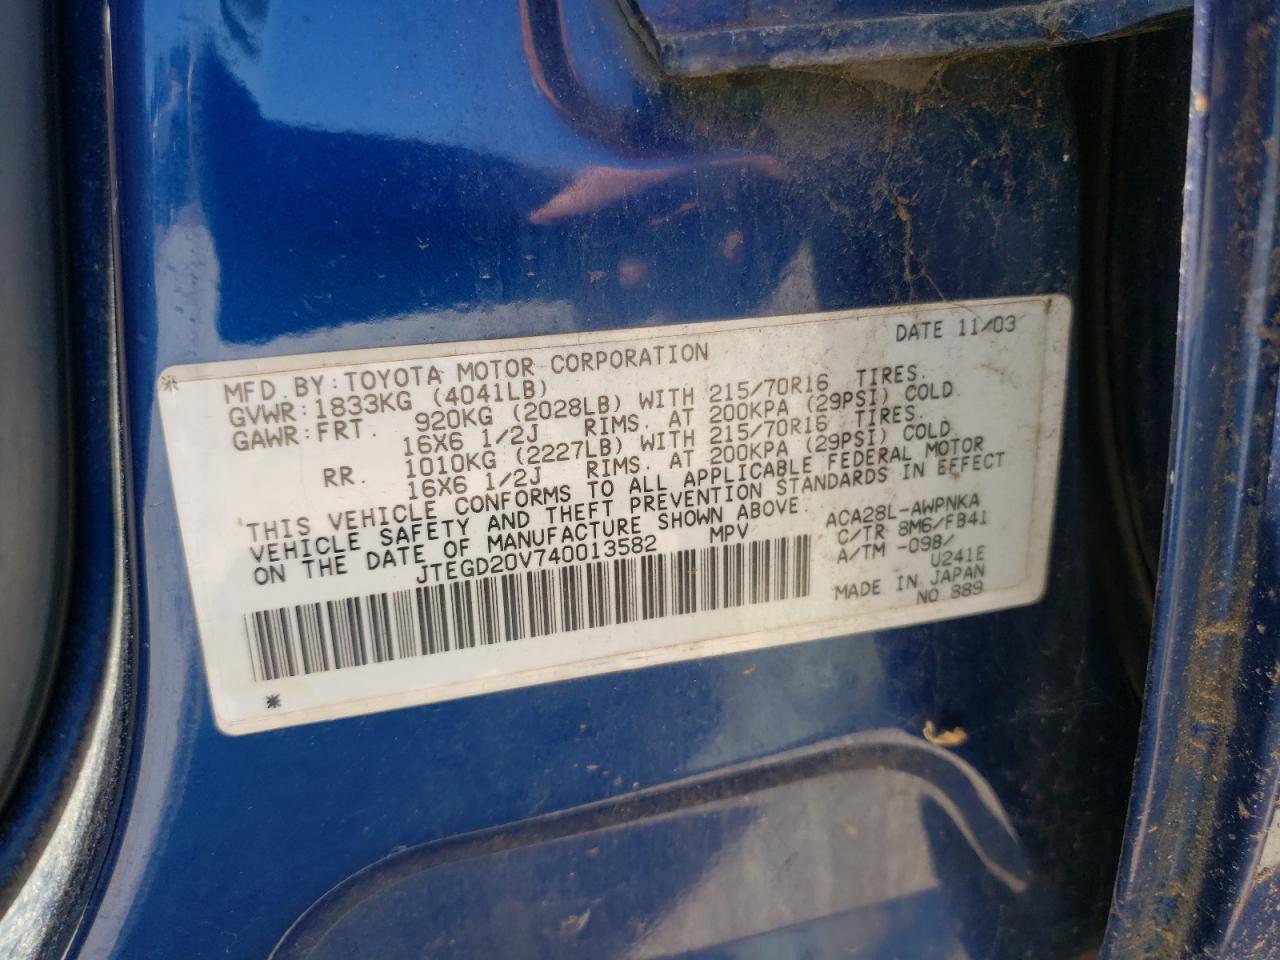 DATE 11/03
MFD.BY:TOYOTA MOTOR CORPORATION
GVWR:1833KG (4041LB)
GAWR:FRT. 920KG (2028LB) WITH 215/70R16 TIRES.
16X6 1/2J RIMS. AT 200KPA (29PSI) COLD.
RR. 1010KG (2227LB) WITH 215/70R16 TIRES.
16X6 1/2J RIMS. AT 200KPA (29PSI) COLD.
THIS VEHICLE CONFORMS TO ALL APPLICABLE FEDERAL MOTOR
VEHICLE SAFETY AND THEFT PREVENTION STANDARDS IN EFFECT
ON THE DATE OF MANUFACTURE SHOWN ABOVE.
JTEGD20V740013582 MPV
ACA28L-AWPNKA
C/TR 8M6/FB41
A/TM -09B/
U241E
MADE IN JAPAN
NO.889